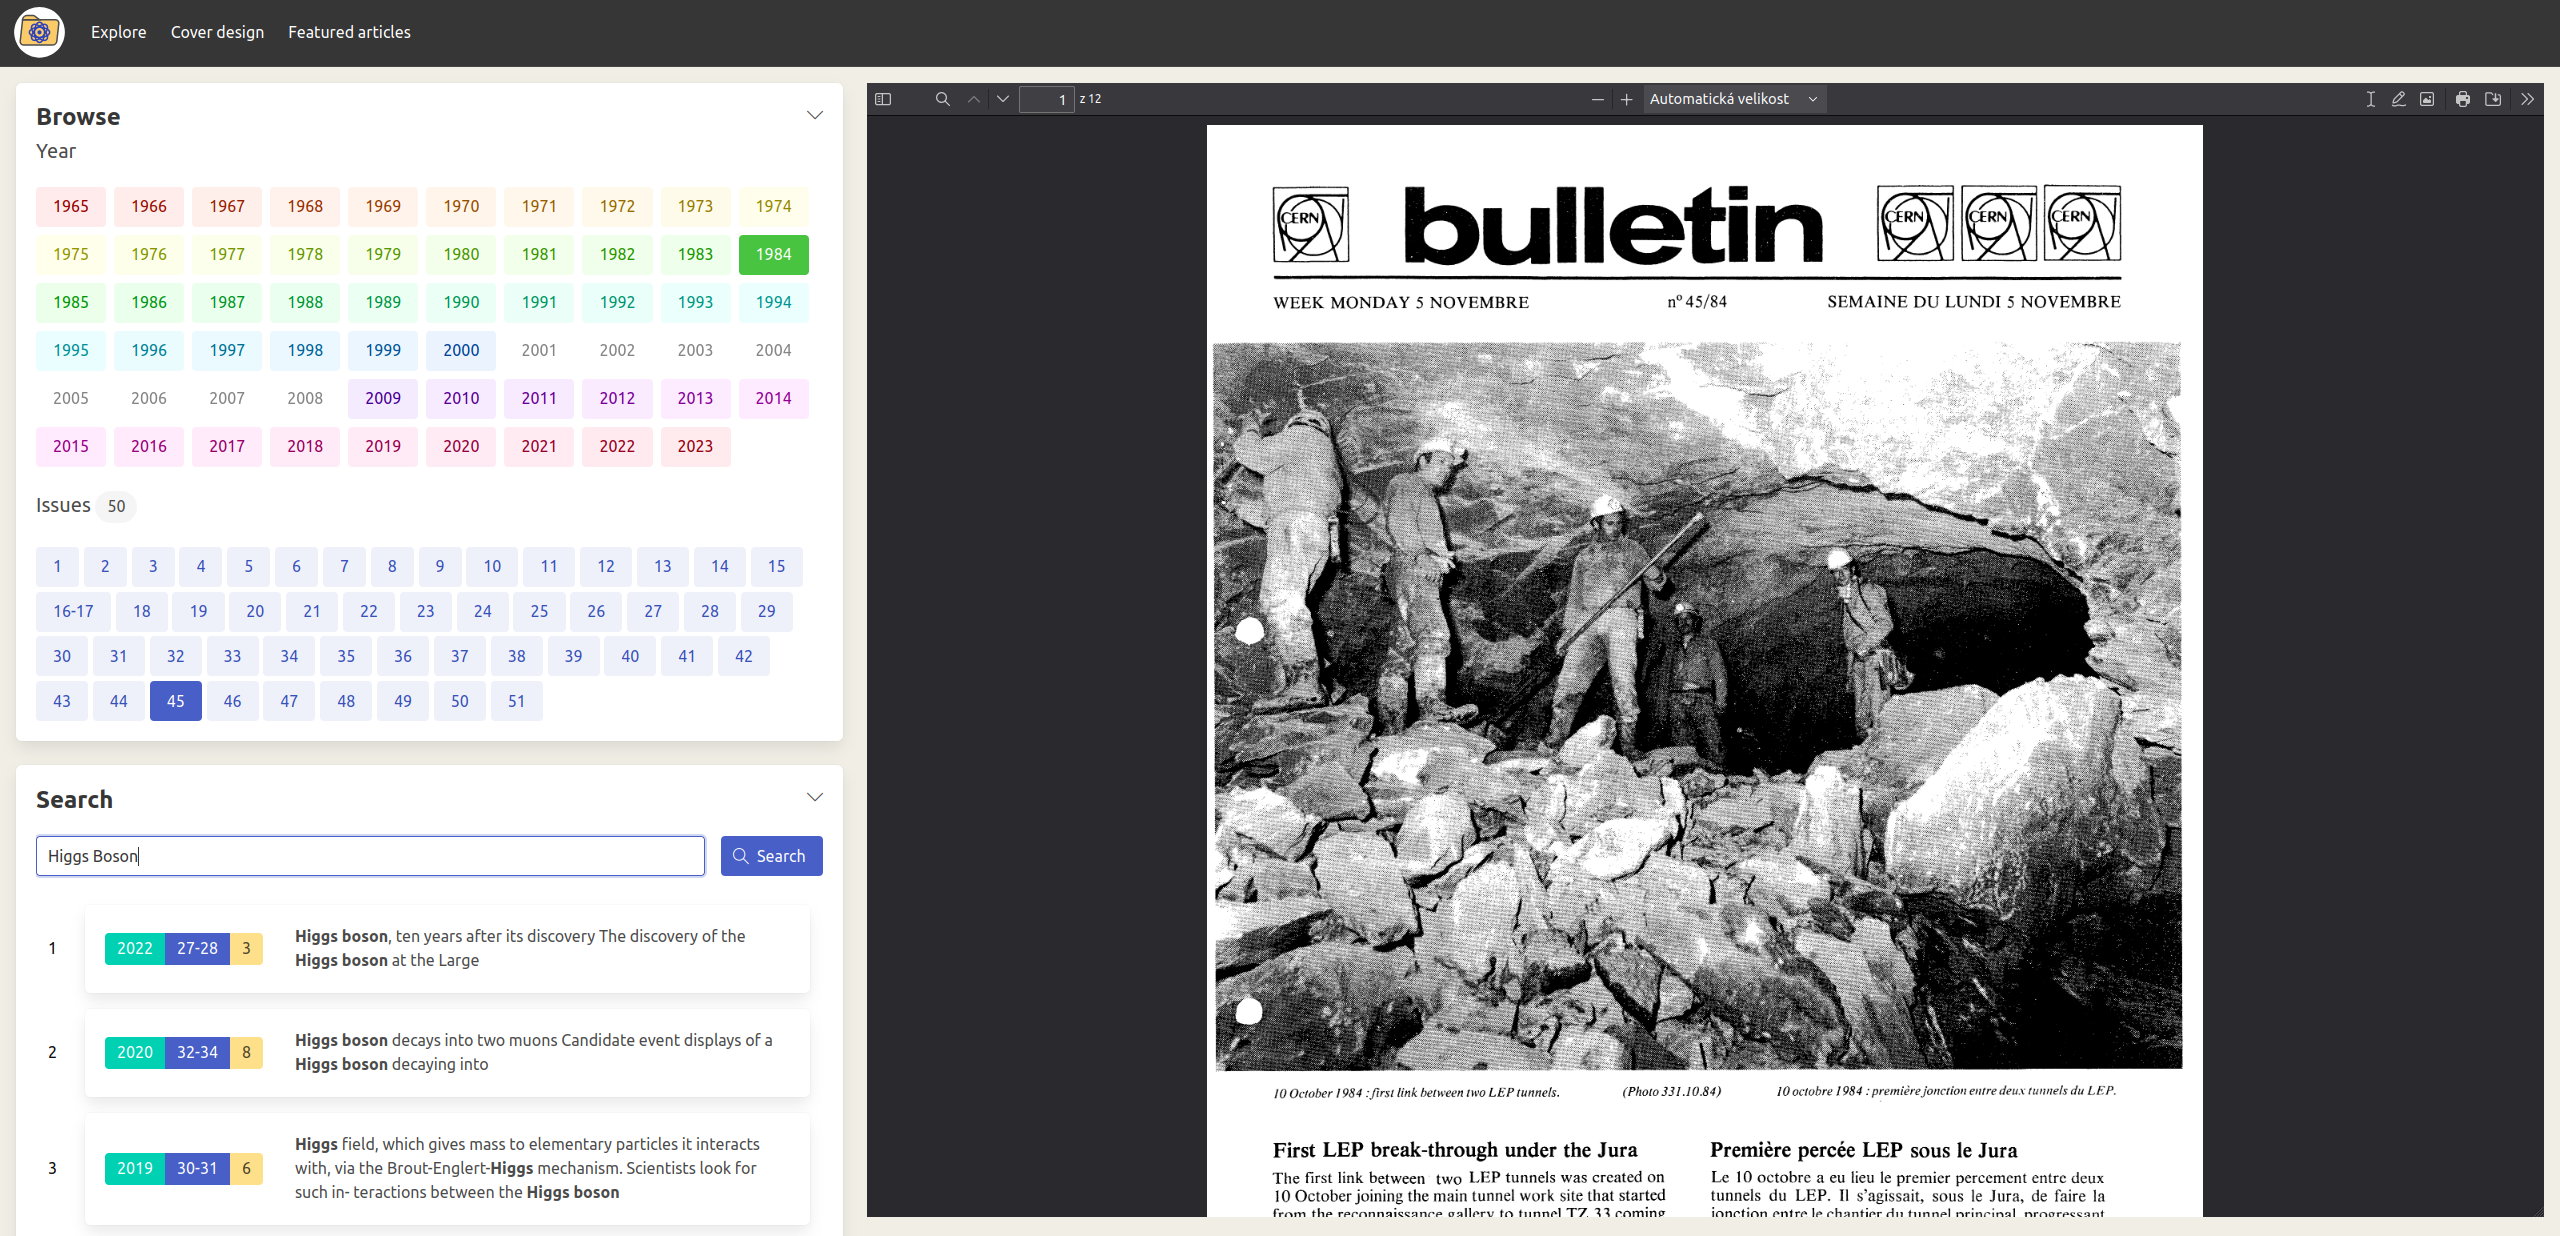 Explore Cover design Featured articles
Browse
Year
1965 1966 1967 1968 1969 1970 1971 1972 1973 1974
1975 1976 1977 1978 1979 1980 1981 1982 1983 1984
1985 1986 1987 1988 1989 1990 1991 1992 1993 1994
1995 1996 1997 1998 1999 2000 2001 2002 2003 2004
2005 2006 2007 2008 2009 2010 2011 2012 2013 2014
2015 2016 2017 2018 2019 2020 2021 2022 2023
Issues 50
1 2 3 4 5 6 7 8 9 10 11 12 13 14 15
16-17 18 19 20 21 22 23 24 25 26 27 28 29
30 31 32 33 34 35 36 37 38 39 40 41 42
43 44 45 46 47 48 49 50 51
Search
Higgs Boson Search
1 2022 27-28 3
Higgs boson, ten years after its discovery The discovery of the
Higgs boson at the Large
2 2020 32-34 8
Higgs boson decays into two muons Candidate event displays of a
Higgs boson decaying into
3 2019 30-31 6
Higgs field, which gives mass to elementary particles it interacts
with, via the Brout-Englert-Higgs mechanism. Scientists look for
such in- teractions between the Higgs boson
1 z 12 Automatická velikost
CERN bulletin CERN CERN CERN
WEEK MONDAY 5 NOVEMBRE nº 45/84 SEMAINE DU LUNDI 5 NOVEMBRE
10 October 1984 : first link between two LEP tunnels. (Photo 331.10.84) 10 octobre 1984 : première jonction entre deux tunnels du LEP.
First LEP break-through under the Jura
The first link between two LEP tunnels was created on
10 October joining the main tunnel work site that started
from the reconnaissance gallery to tunnel TZ 33 coming
Première percée LEP sous le Jura
Le 10 octobre a eu lieu le premier percement entre deux
tunnels du LEP. Il s'agissait, sous le Jura, de faire la
jonction entre le chantier du tunnel principal, progressant